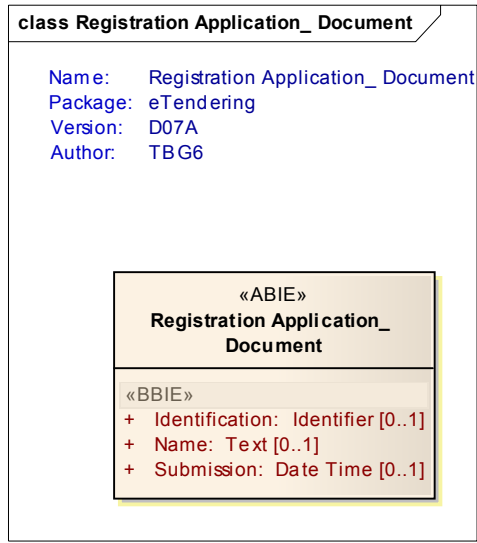 class Registration Application_ Document
Name: Registration Application_ Document
Package: eTendering
Version: D07A
Author: TBG6
«ABIE»
Registration Application_
Document
«BBIE»
+ Identification: Identifier [0..1]
+ Name: Text [0..1]
+ Submission: Date Time [0..1]